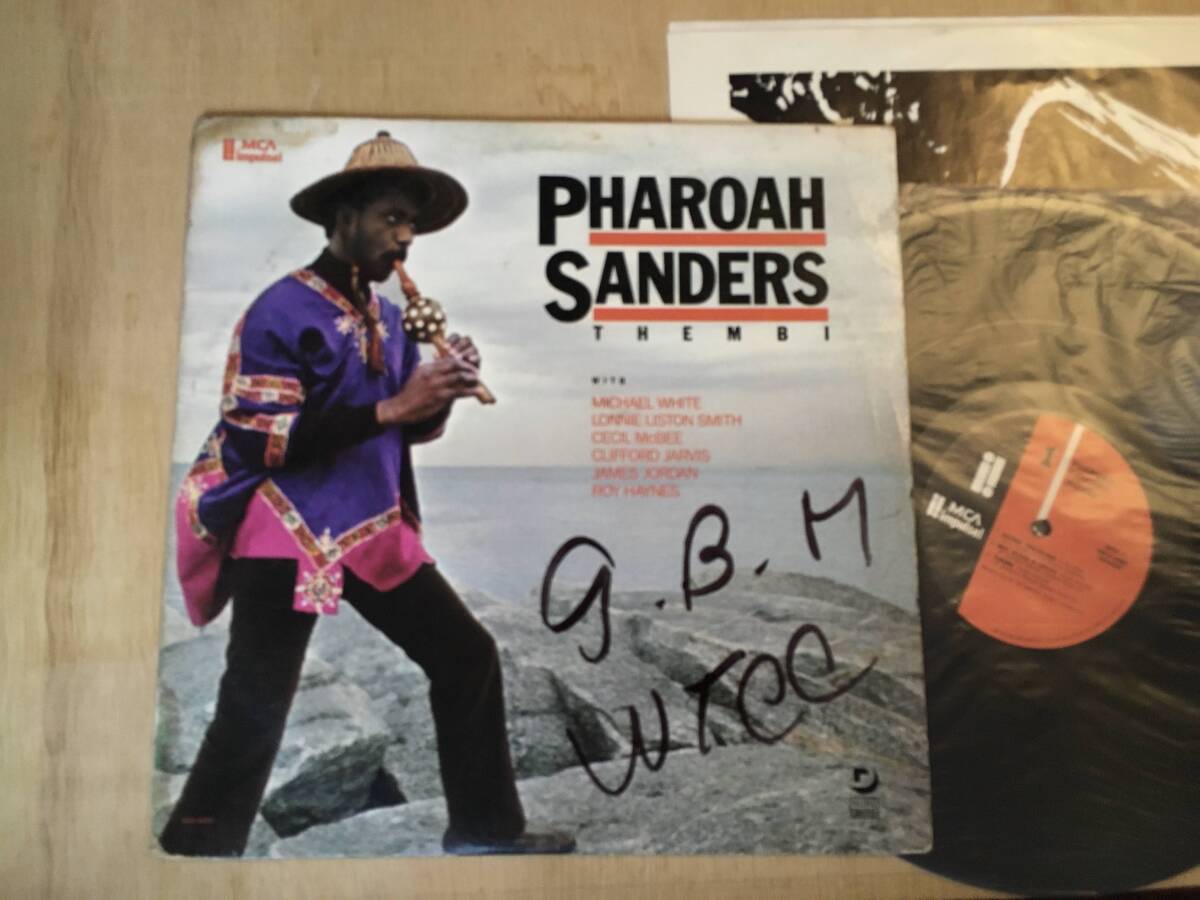 MCA
impulse!
PHAROAH
SANDERS
THEMBI
WITH
MICHAEL WHITE
LONNIE LISTON SMITH
CECIL McBEE
CLIFFORD JARVIS
JAMES JORDAN
ROY HAYNES
G.B.M
WTCC
D
i!
MCA
impulse!
1